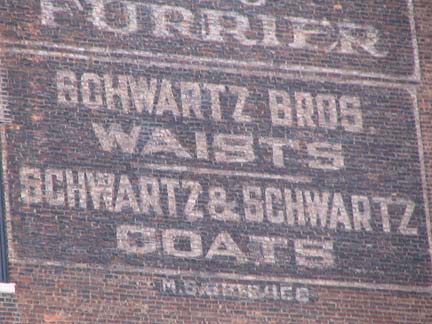 FURRIER
SCHWARTZ BROS.
WAISTS
SCHWARTZ & SCHWARTZ
COATS